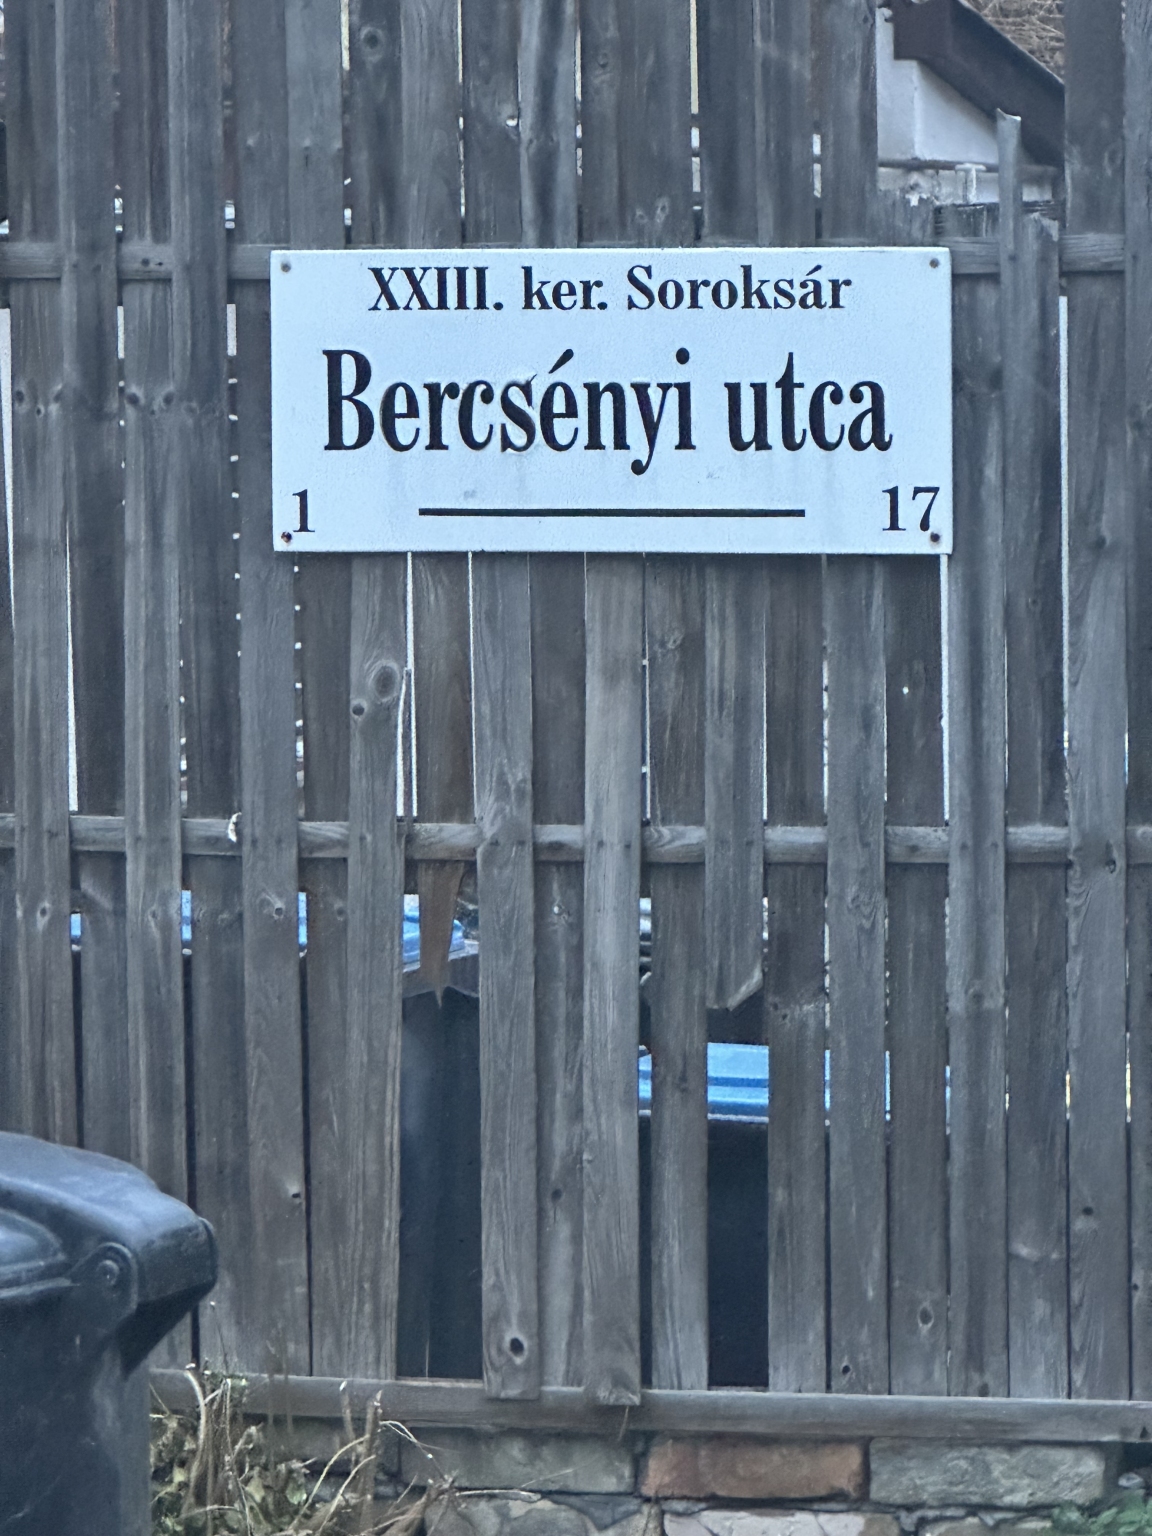 XXIII. ker. Soroksár
Bercsényi utca
1 17